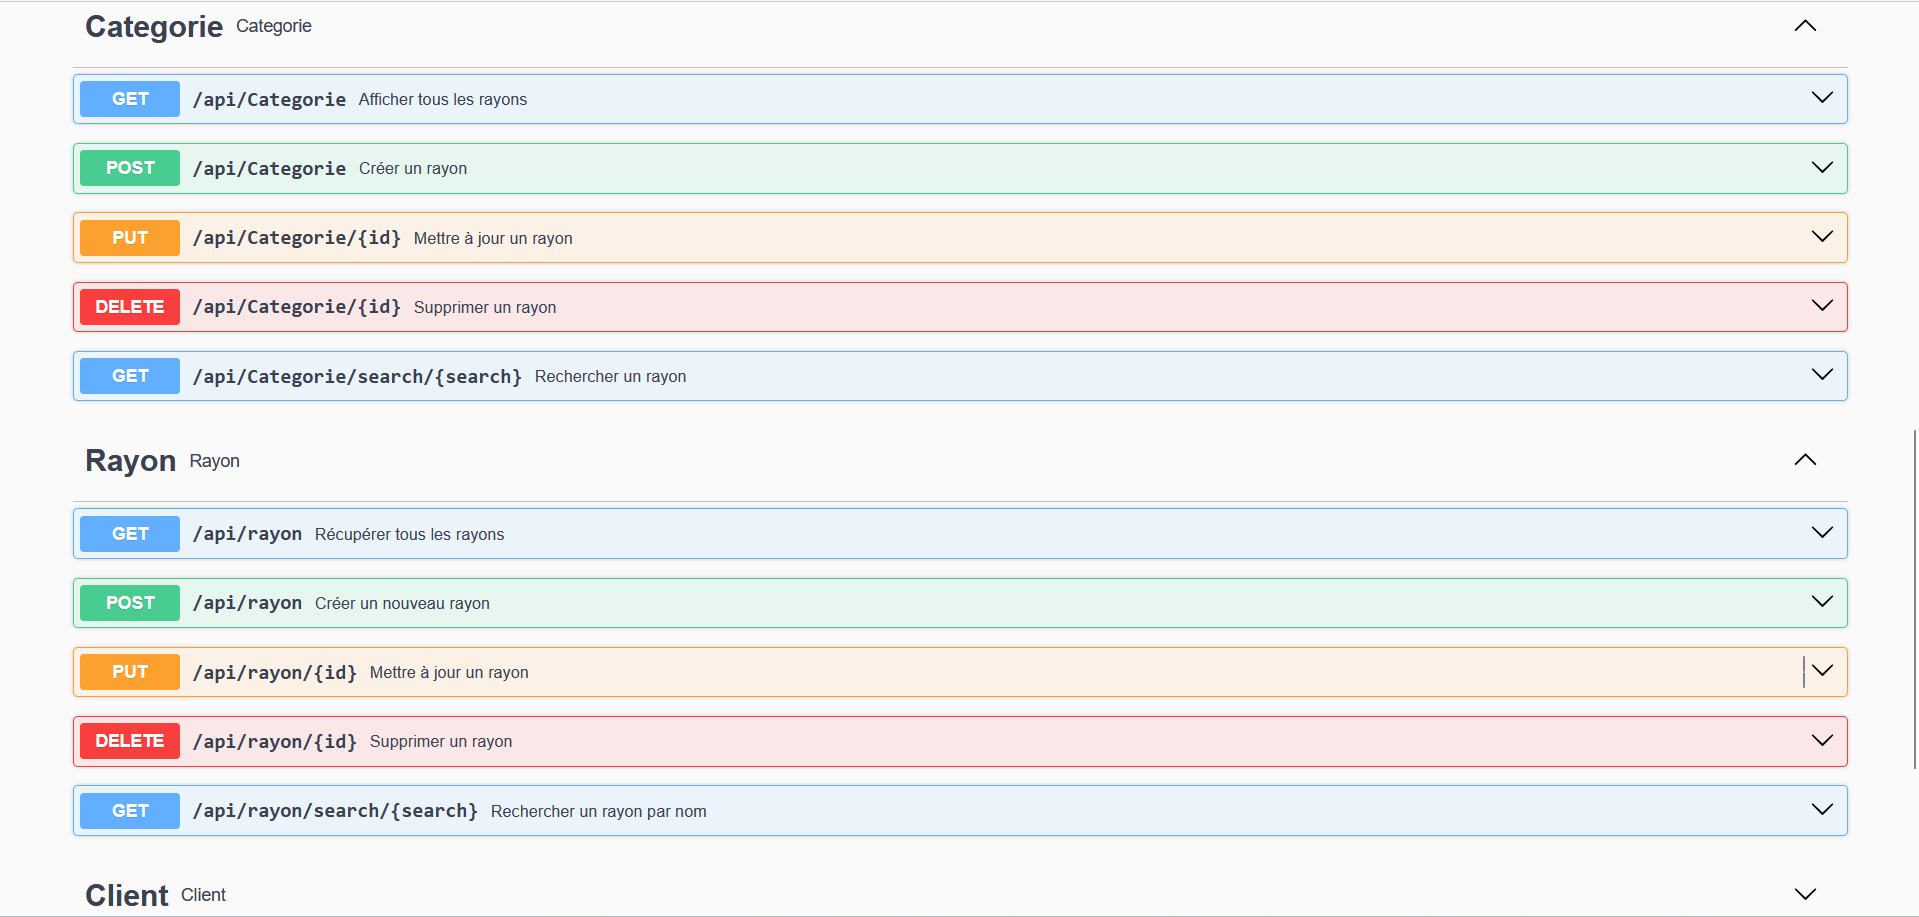 Categorie Categorie
GET /api/Categorie Afficher tous les rayons
POST /api/Categorie Créer un rayon
PUT /api/Categorie/{id} Mettre à jour un rayon
DELETE /api/Categorie/{id} Supprimer un rayon
GET /api/Categorie/search/{search} Rechercher un rayon
Rayon Rayon
GET /api/rayon Récupérer tous les rayons
POST /api/rayon Créer un nouveau rayon
PUT /api/rayon/{id} Mettre à jour un rayon
DELETE /api/rayon/{id} Supprimer un rayon
GET /api/rayon/search/{search} Rechercher un rayon par nom
Client Client